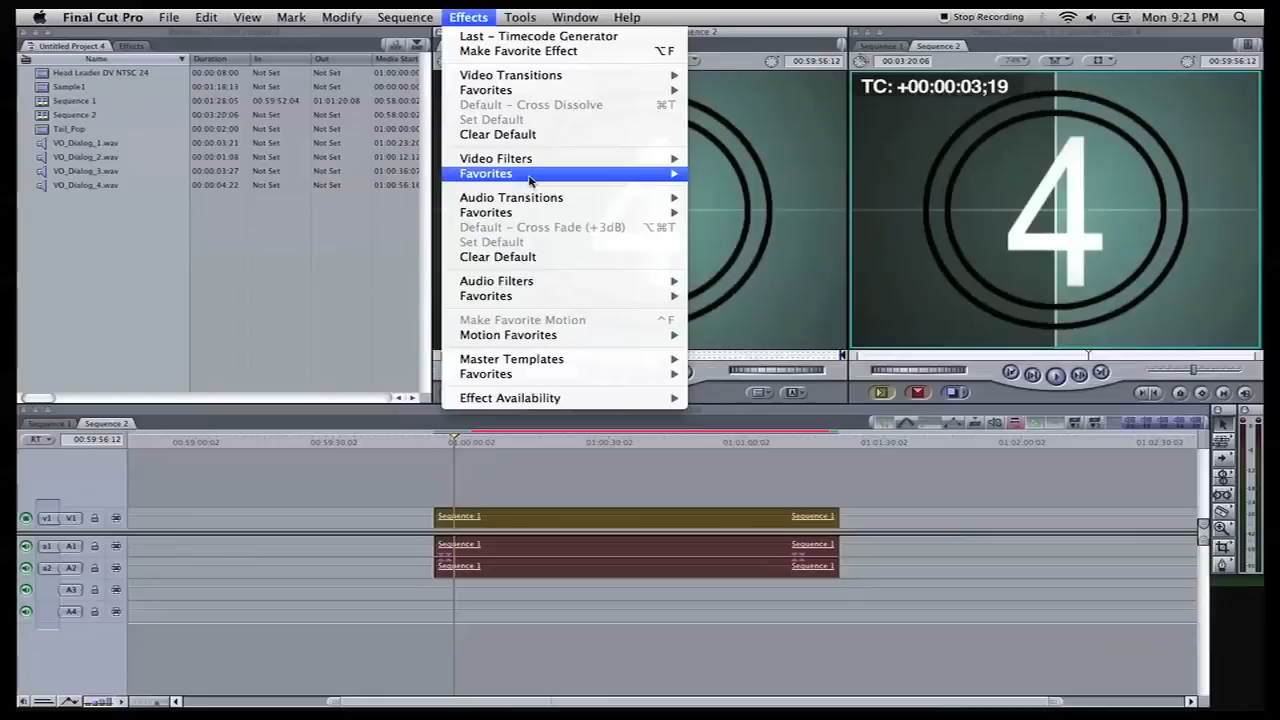 Final Cut Pro File Edit View Mark Modify Sequence Effects Tools Window Help Stop Recording Mon 9:21 PM
Untitled Project 4 Effects
Name Duration In Out Media Start
Head Leader DV NTSC 24 00:00:08:00 Not Set Not Set 01:00:00:00
Sample1 00:01:18:13 Not Set Not Set 01:00:00:00
Sequence 1 00:01:28:05 00:59:52:04 01:01:20:08 00:58:00:02
Sequence 2 00:03:20:06 Not Set Not Set 00:58:00:02
Tail_Pop 00:00:02:00 Not Set Not Set 01:00:00:00
VO_Dialog_1.wav 00:00:03:21 Not Set Not Set 01:00:23:20
VO_Dialog_2.wav 00:00:01:08 Not Set Not Set 01:00:12:12
VO_Dialog_3.wav 00:00:01:21 Not Set Not Set
VO_Dialog_4.wav 00:00:04:22 Not Set Not Set
Last – Timecode Generator
Make Favorite Effect ⌥F
Video Transitions
Favorites
Default – Cross Dissolve ⌘T
Set Default
Clear Default
Video Filters
Favorites
Audio Transitions
Favorites
Default – Cross Fade (+3dB) ⌥⌘T
Set Default
Clear Default
Audio Filters
Favorites
Make Favorite Motion ^F
Motion Favorites
Master Templates
Favorites
Effect Availability
00:59:56:12
Sequence 1 Sequence 2
00:03:20:06 00:59:56:12
TC: +00:00:03;19
4
Sequence 1 Sequence 2
RT 00:59:56:12 00:59:00:02 00:59:30:02 01:00:00:02 01:00:30:02 01:01:00:02 01:01:30:02 01:02:00:02 01:02:30:02
v1 V1 Sequence 1 Sequence 1
a1 A1 Sequence 1 Sequence 1
a2 A2 Sequence 1 Sequence 1
A3
A4